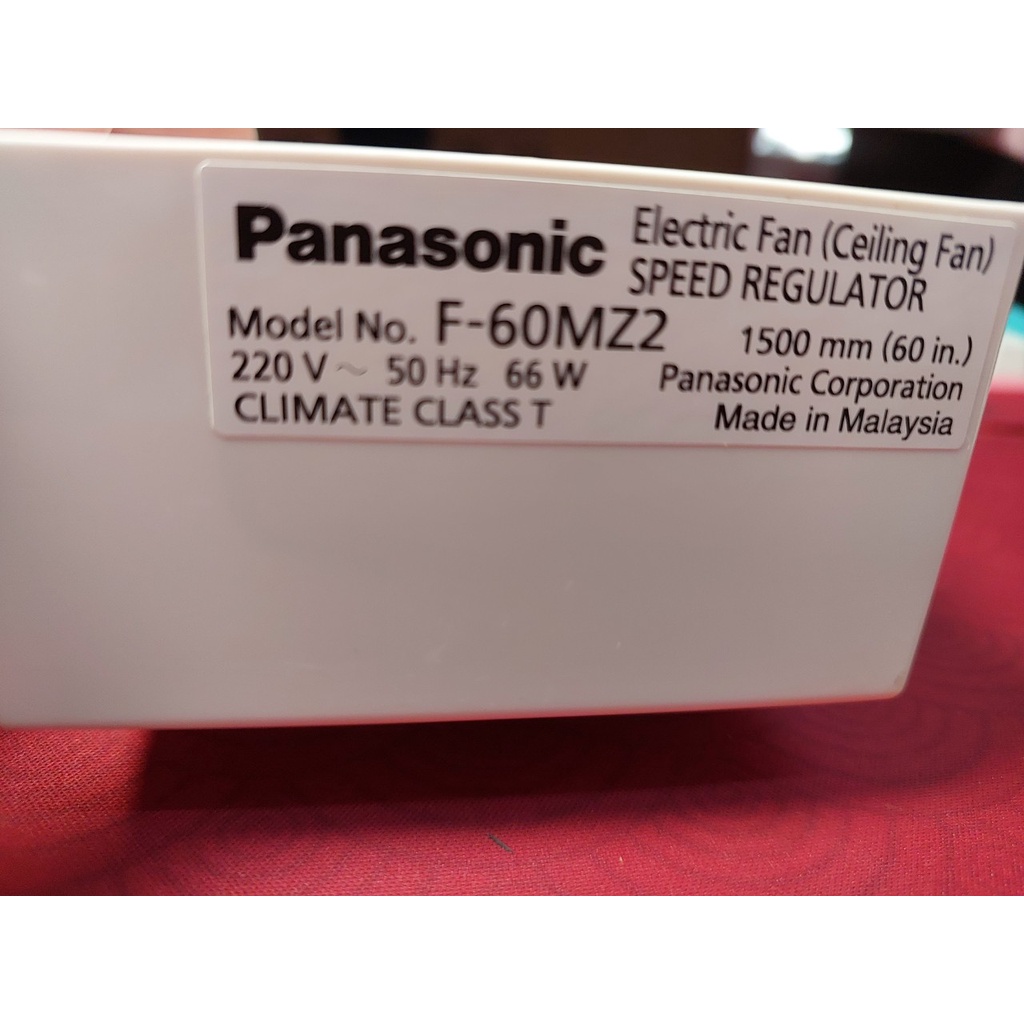 Panasonic
Electric Fan (Ceiling Fan)
SPEED REGULATOR
Model No. F-60MZ2
1500 mm (60 in.)
220 V ~ 50 Hz 66 W
Panasonic Corporation
CLIMATE CLASS T
Made in Malaysia